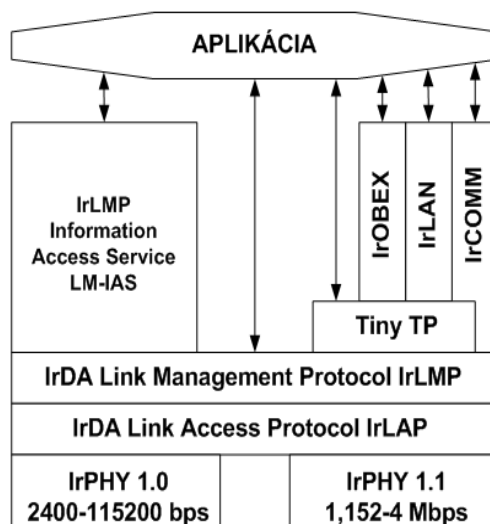 APLIKÁCIA
IrLMP
Information
Access Service
LM-IAS
IrOBEX
IrLAN
IrCOMM
Tiny TP
IrDA Link Management Protocol IrLMP
IrDA Link Access Protocol IrLAP
IrPHY 1.0
2400-115200 bps
IrPHY 1.1
1,152-4 Mbps